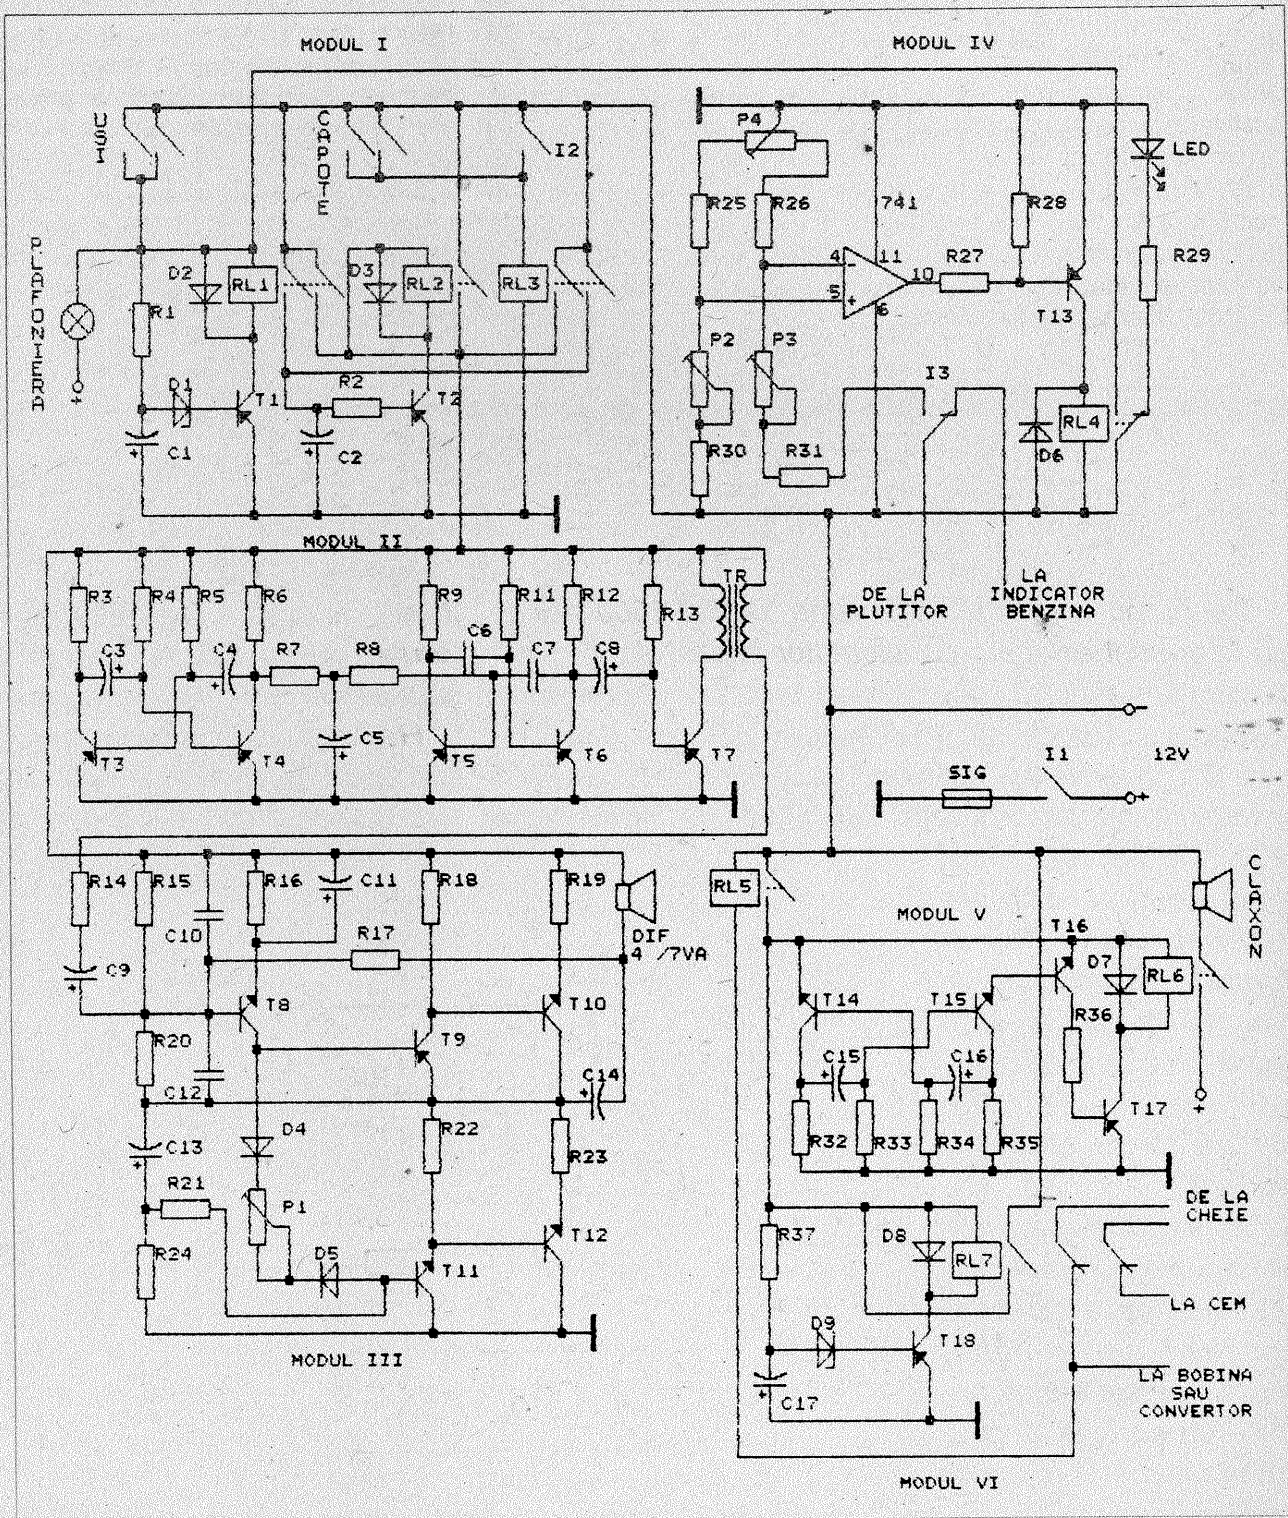 MODUL I
MODUL IV
USI
CAPOTE
I2
P4
LED
R25
R26
741
R28
R29
PLAFONIERA
D2
RL1
D3
RL2
RL3
4
11
5
10
6
R27
T13
R1
P2
P3
I3
D1
T1
R2
T2
RL4
C1
C2
R30
R31
D6
MODUL II
R3
R4
R5
R6
R9
R11
R12
R13
TR
DE LA
PLUTITOR
LA
INDICATOR
BENZINA
C3
C4
R7
R8
C6
C7
C8
T3
T4
C5
T5
T6
T7
SIG
I1
12V
-
+
R14
R15
R16
C11
R18
R19
C10
R17
DIF
4 /7VA
C9
T8
T9
T10
R20
C12
C14
C13
D4
R22
R23
R21
P1
R24
D5
T11
T12
MODUL III
RL5
MODUL V
CLAXON
T16
T14
T15
D7
RL6
R36
C15
C16
T17
+
R32
R33
R34
R35
DE LA
CHEIE
R37
D8
RL7
LA CEM
D9
T18
C17
LA BOBINA
SAU
CONVERTOR
MODUL VI